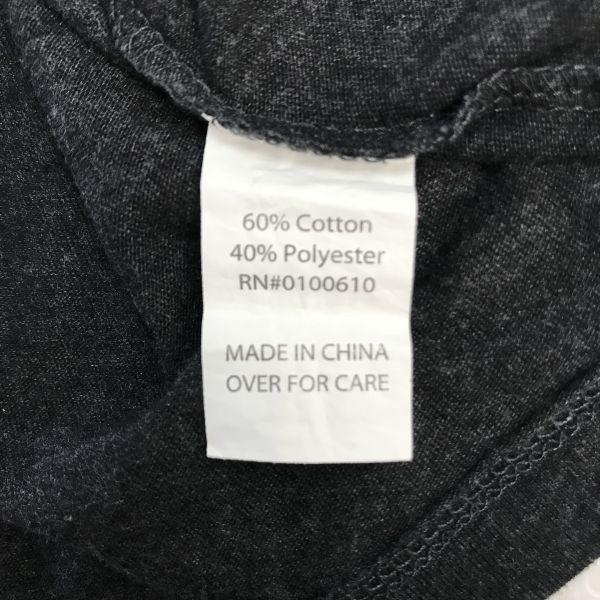 60% Cotton
40% Polyester
RN#0100610
MADE IN CHINA
OVER FOR CARE